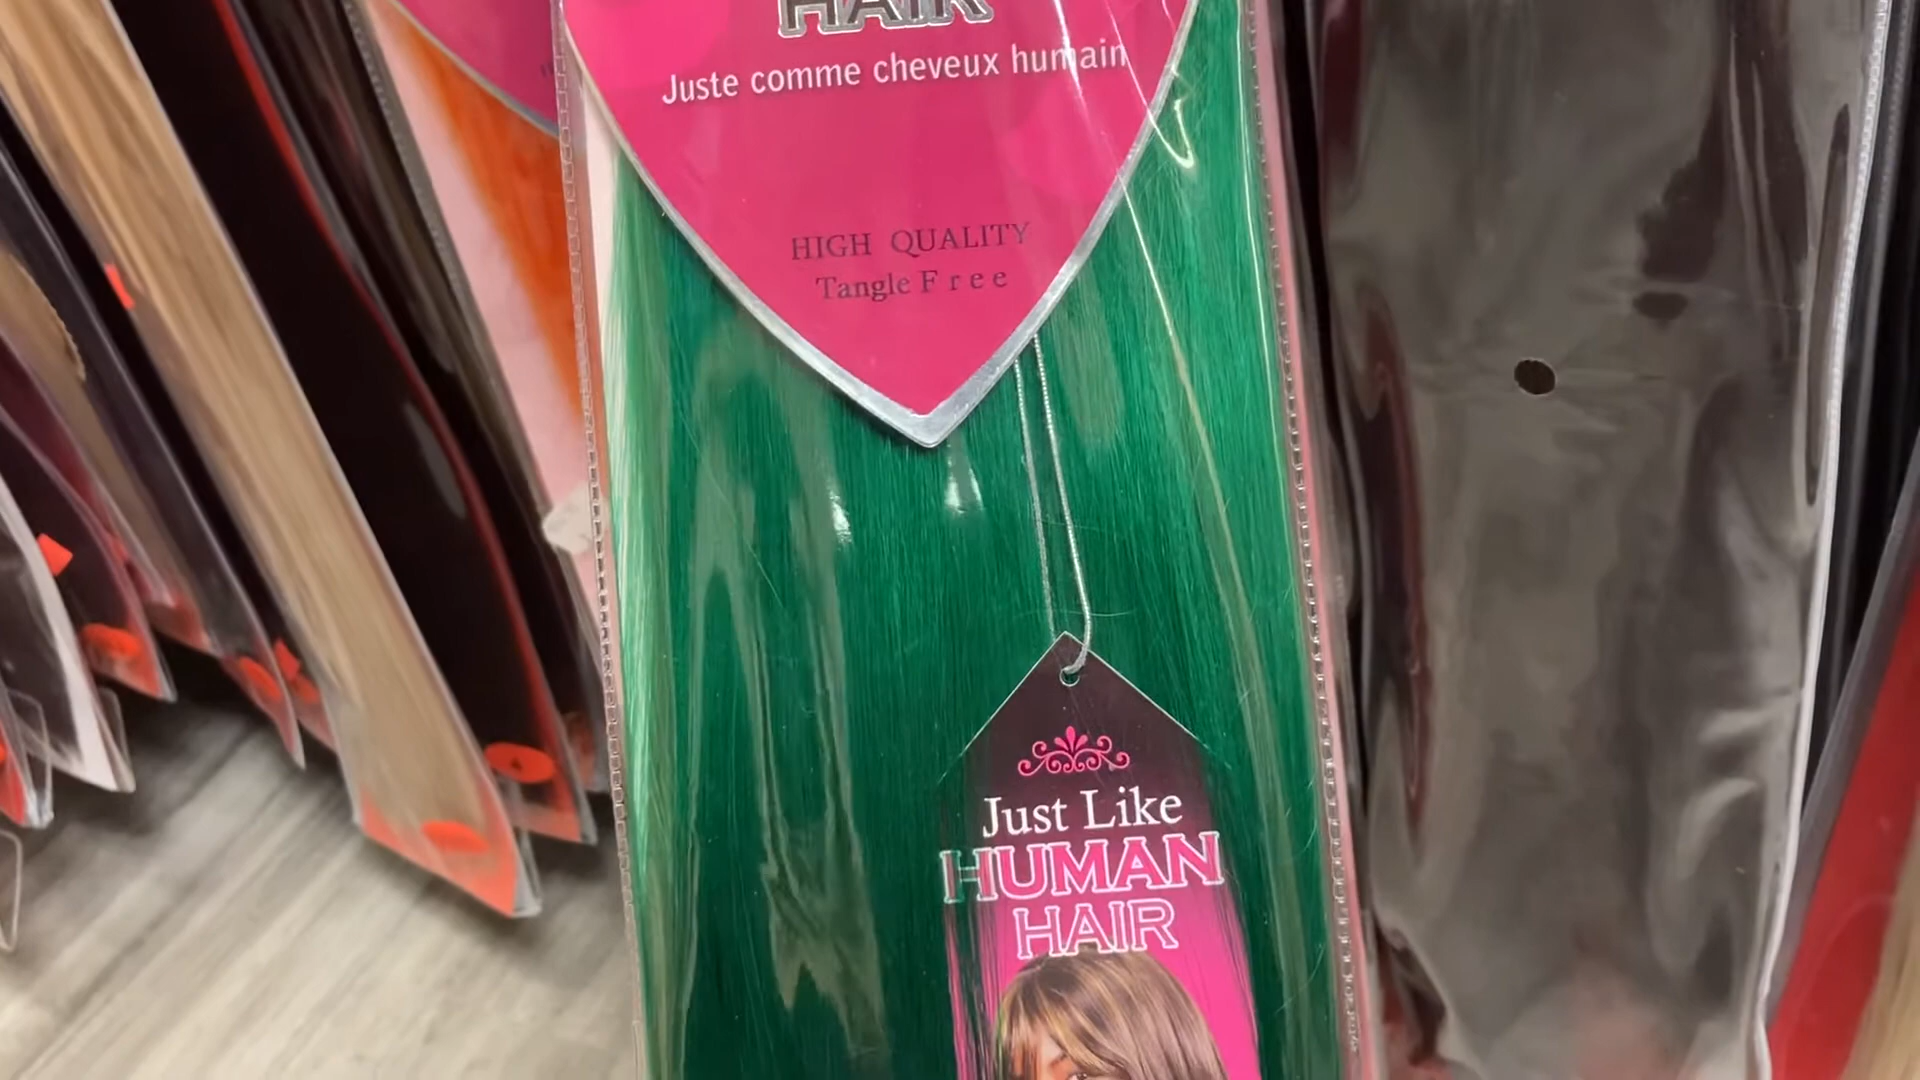 HAIR
Juste comme cheveux humain
HIGH QUALITY
Tangle Free
Just Like
HUMAN
HAIR